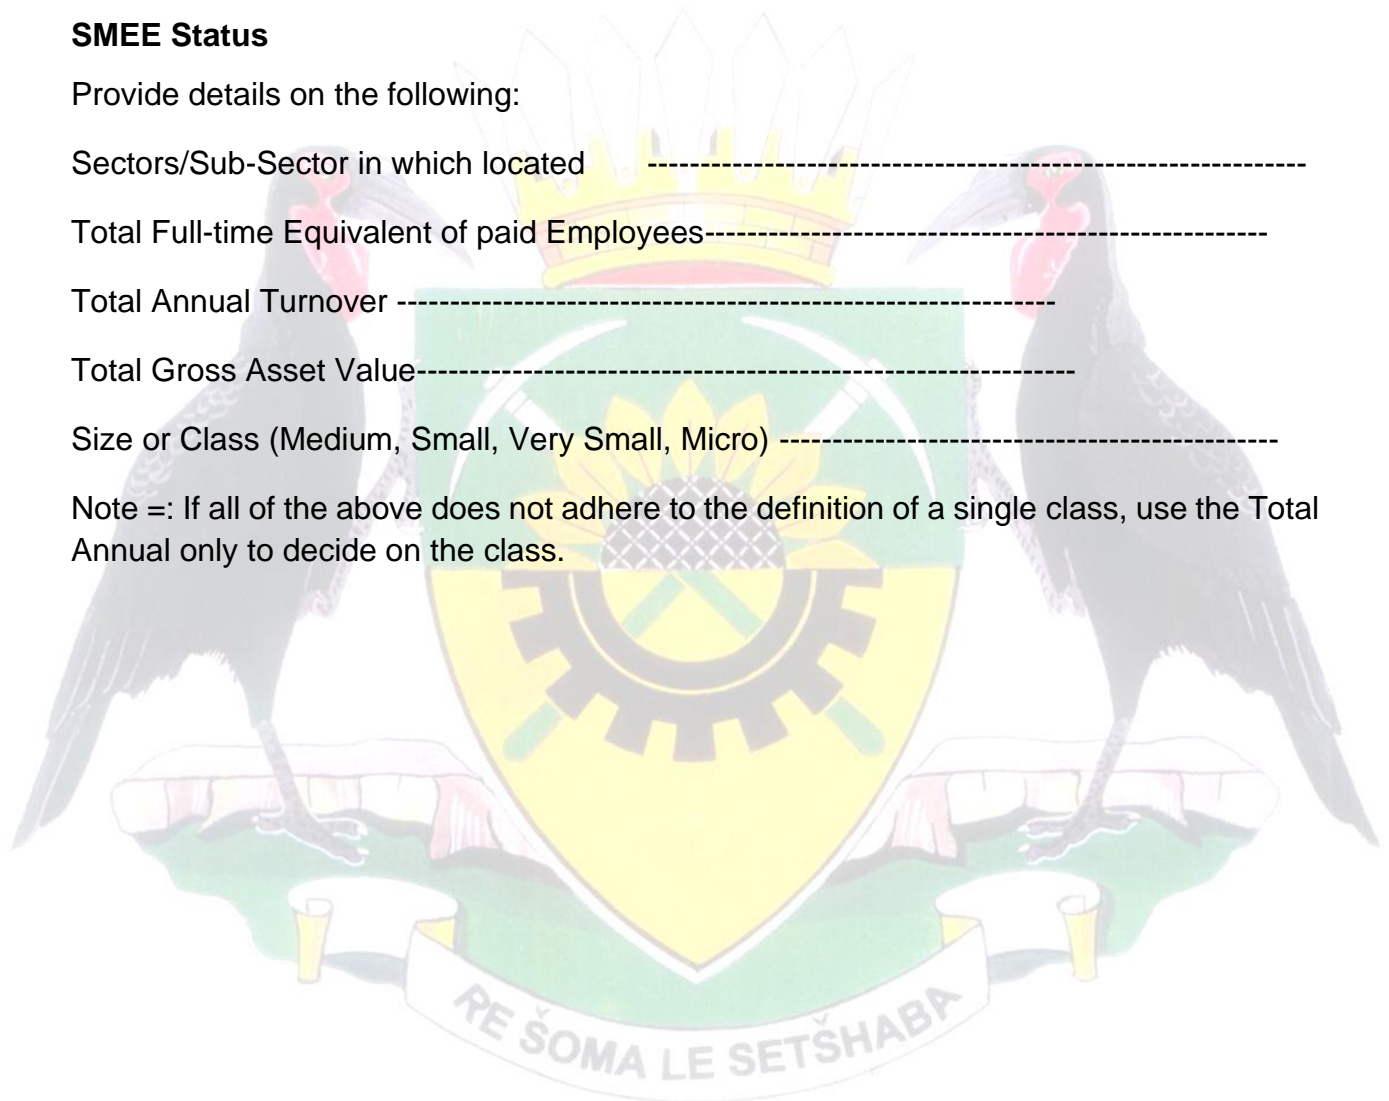 SMEE Status
Provide details on the following:
Sectors/Sub-Sector in which located --------------------------------------------------------------
Total Full-time Equivalent of paid Employees-----------------------------------------------------
Total Annual Turnover --------------------------------------------------------------
Total Gross Asset Value--------------------------------------------------------------
Size or Class (Medium, Small, Very Small, Micro) -----------------------------------------------
Note =: If all of the above does not adhere to the definition of a single class, use the Total
Annual only to decide on the class.
RE ŠOMA LE SETŠHABA